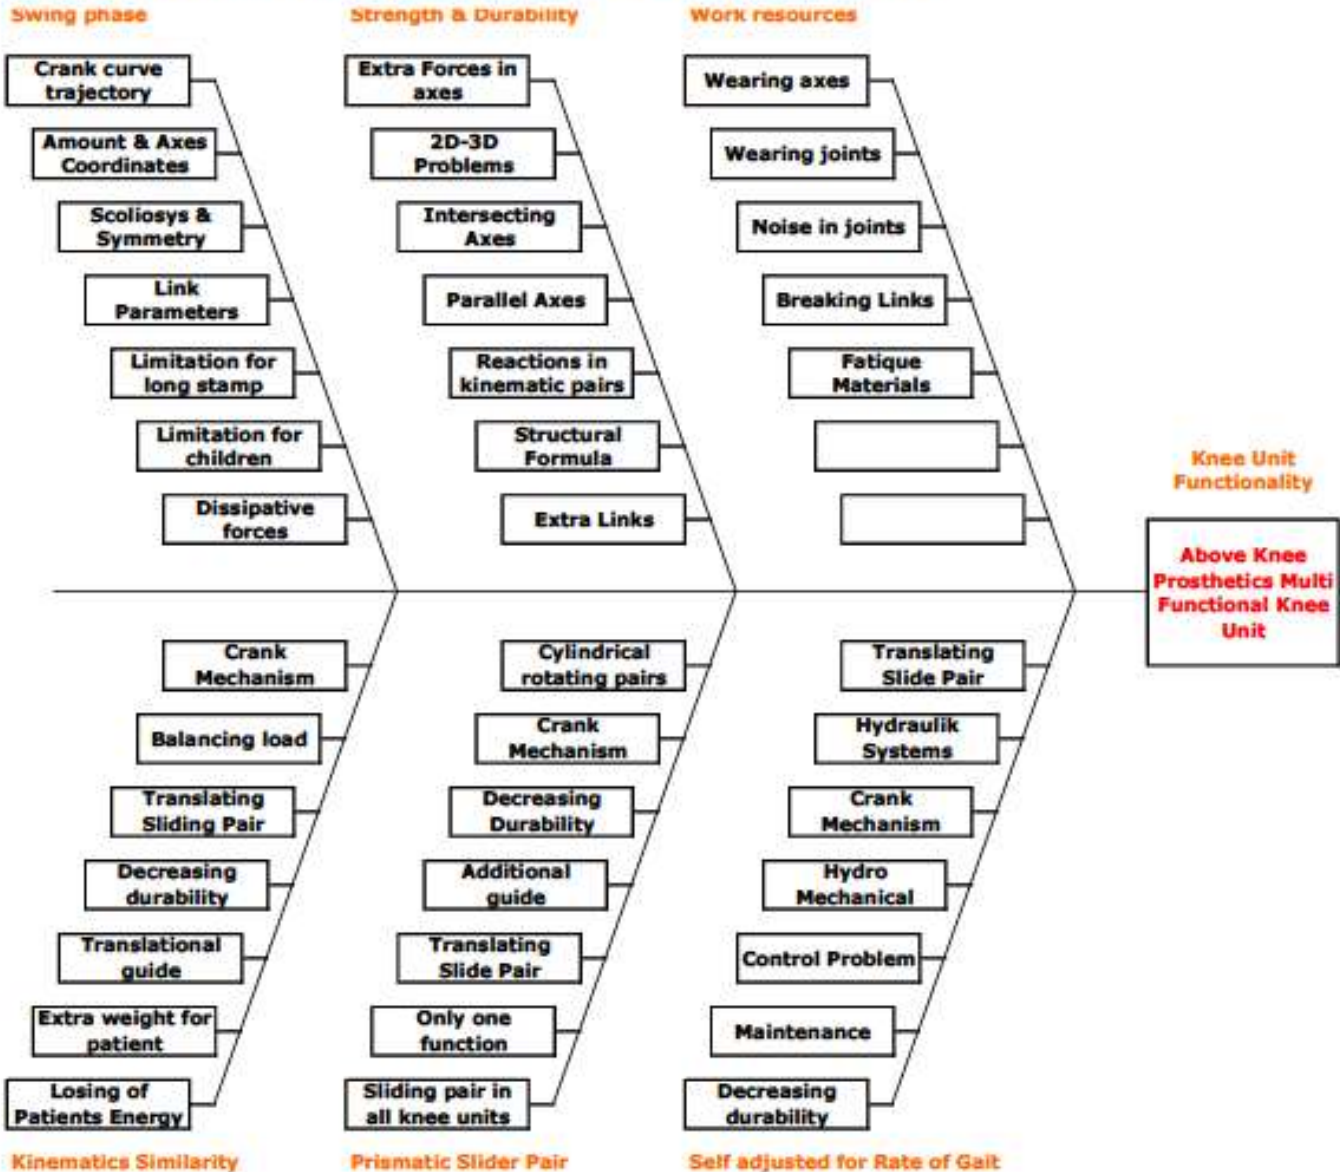 Swing phase
Strength & Durability
Work resources
Crank curve
trajectory
Amount & Axes
Coordinates
Scoliosys &
Symmetry
Link
Parameters
Limitation for
long stamp
Limitation for
children
Dissipative
forces
Extra Forces in
axes
2D-3D
Problems
Intersecting
Axes
Parallel Axes
Reactions in
kinematic pairs
Structural
Formula
Extra Links
Wearing axes
Wearing joints
Noise in joints
Breaking Links
Fatique
Materials
Knee Unit
Functionality
Above Knee
Prosthetics Multi
Functional Knee
Unit
Crank
Mechanism
Balancing load
Translating
Sliding Pair
Decreasing
durability
Translational
guide
Extra weight for
patient
Losing of
Patients Energy
Cylindrical
rotating pairs
Crank
Mechanism
Decreasing
Durability
Additional
guide
Translating
Slide Pair
Only one
function
Sliding pair in
all knee units
Translating
Slide Pair
Hydraulik
Systems
Crank
Mechanism
Hydro
Mechanical
Control Problem
Maintenance
Decreasing
durability
Kinematics Similarity
Prismatic Slider Pair
Self adjusted for Rate of Gait